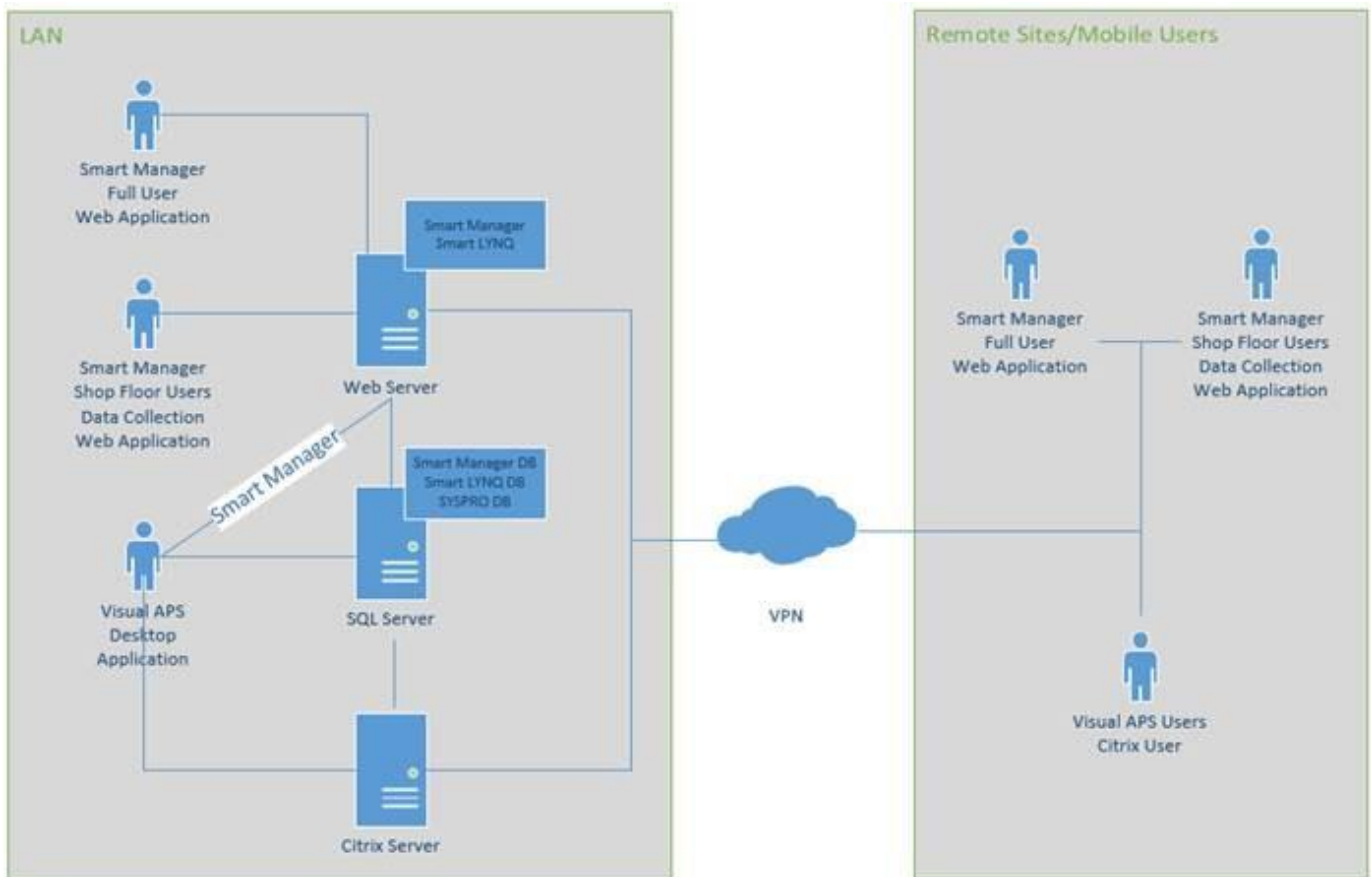 LAN
Smart Manager
Full User
Web Application
Smart Manager
Smart LYNQ
Smart Manager
Shop Floor Users
Data Collection
Web Application
Web Server
Smart Manager
Smart Manager DB
Smart LYNQ DB
SYSPRO DB
Visual APS
Desktop
Application
SQL Server
Citrix Server
VPN
Remote Sites/Mobile Users
Smart Manager
Full User
Web Application
Smart Manager
Shop Floor Users
Data Collection
Web Application
Visual APS Users
Citrix User